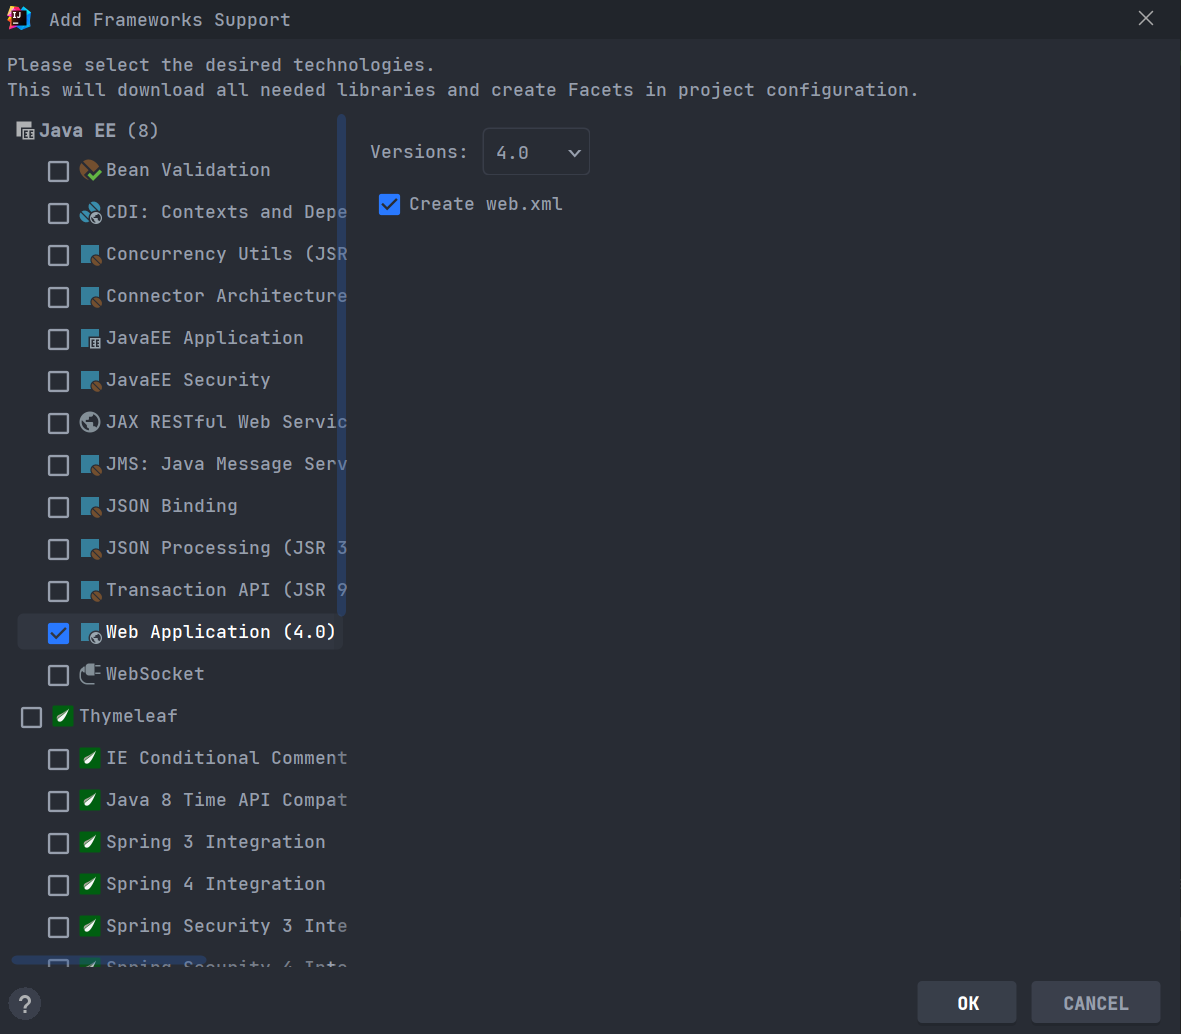 Add Frameworks Support
Please select the desired technologies.
This will download all needed libraries and create Facets in project configuration.
Java EE (8)
Bean Validation
CDI: Contexts and Depe
Concurrency Utils (JSR
Connector Architecture
JavaEE Application
JavaEE Security
JAX RESTful Web Servic
JMS: Java Message Serv
JSON Binding
JSON Processing (JSR 3
Transaction API (JSR 9
Web Application (4.0)
WebSocket
Thymeleaf
IE Conditional Comment
Java 8 Time API Compat
Spring 3 Integration
Spring 4 Integration
Spring Security 3 Inte
Spring Security 4 Inte
Versions: 4.0
Create web.xml
?
OK
CANCEL